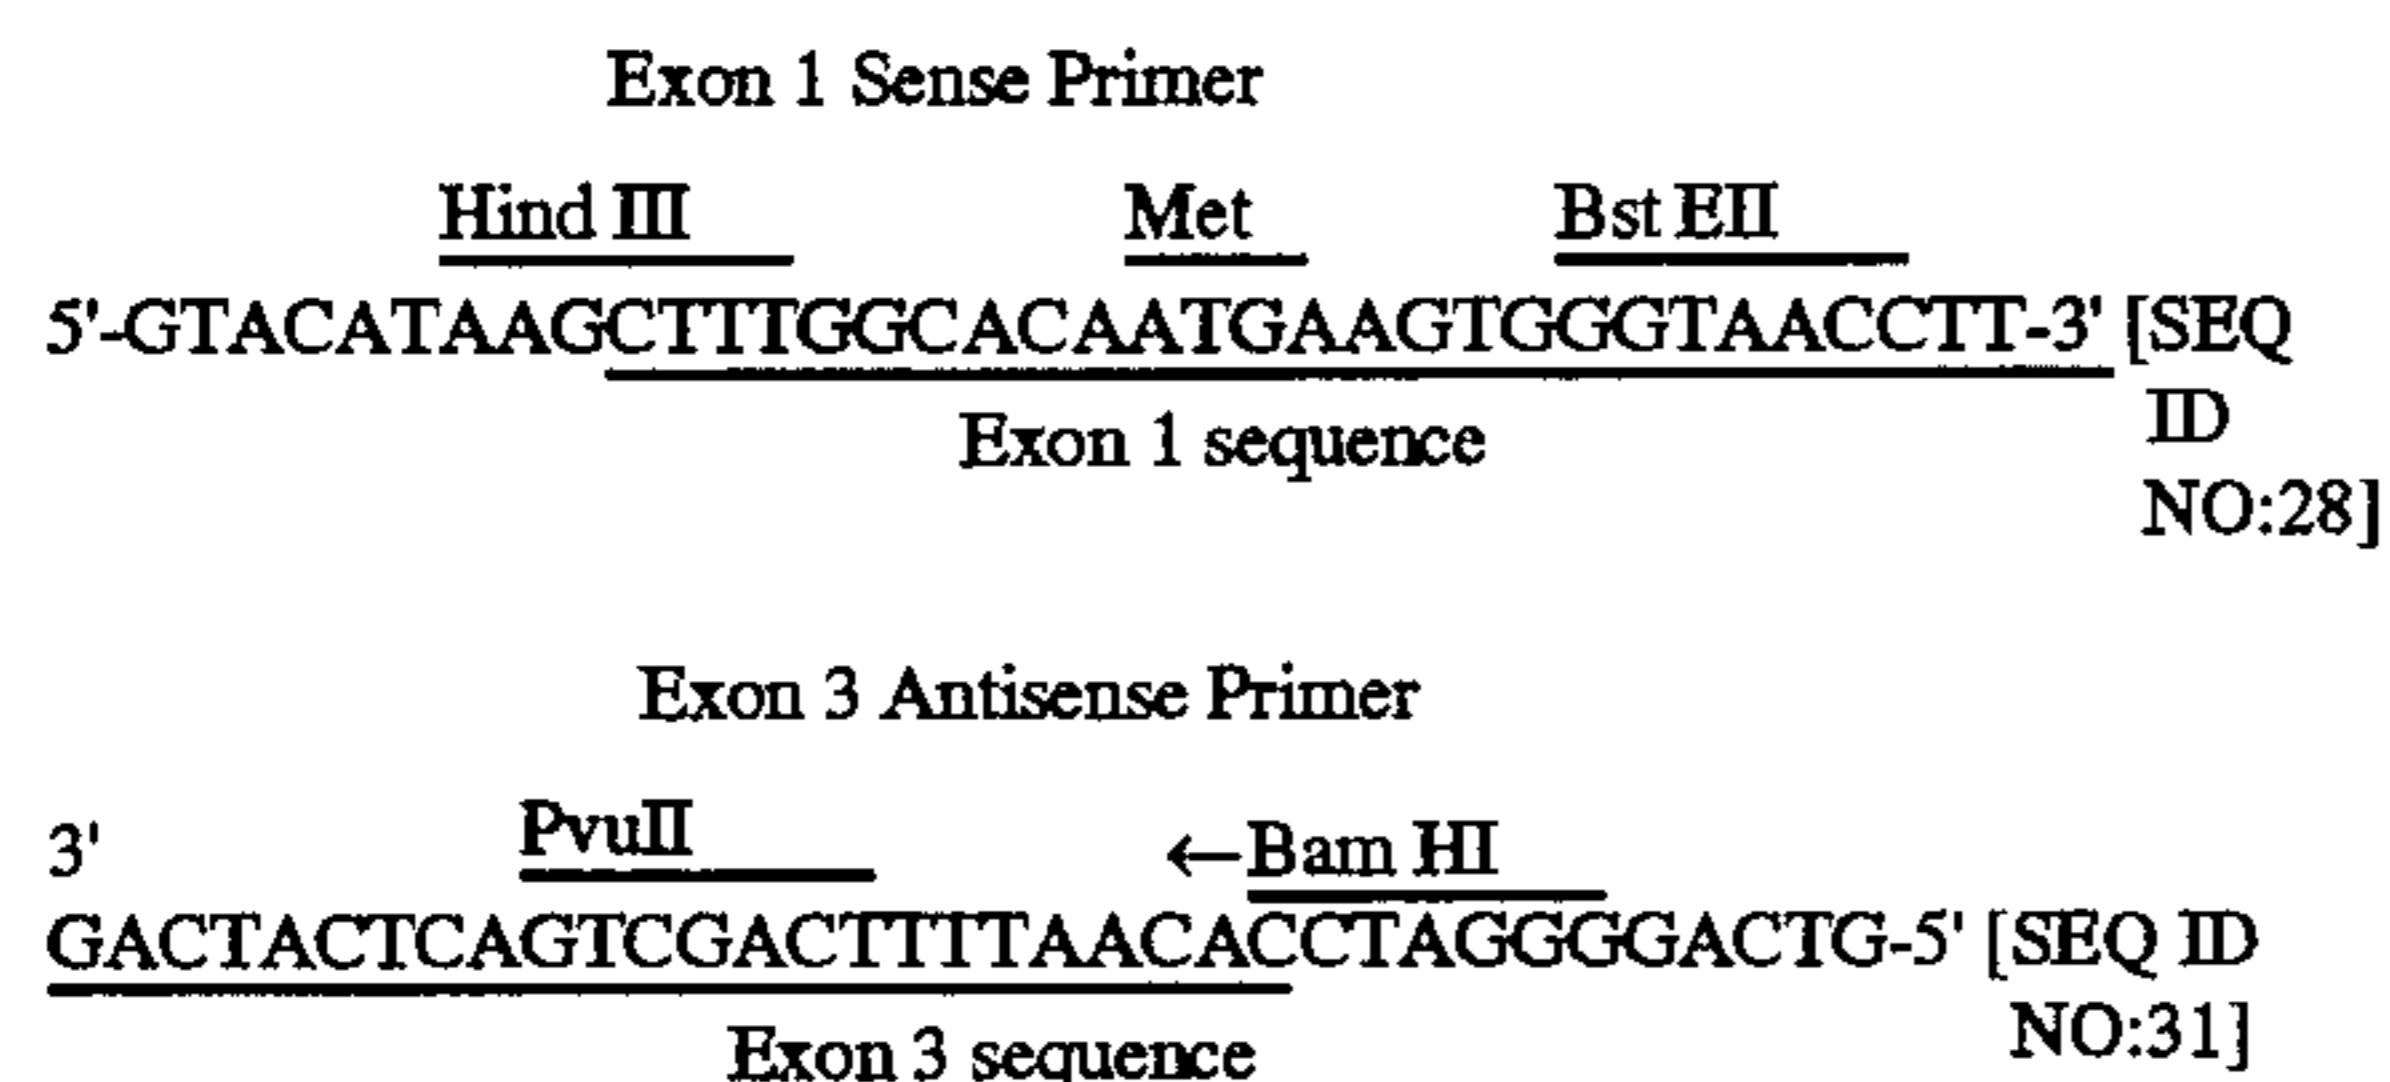 Exon 1 Sense Primer
Hind III Met Bst EII
5'-GTACATAAGCTTTGGCACAATGAAGTGGGTAACCTT-3' [SEQ
ID
Exon 1 sequence
NO:28]
Exon 3 Antisense Primer
3' PvuII ←Bam HI
GACTACTCAGTCGACTTTTAACACCTAGGGGACTG-5' [SEQ ID
NO:31]
Exon 3 sequence